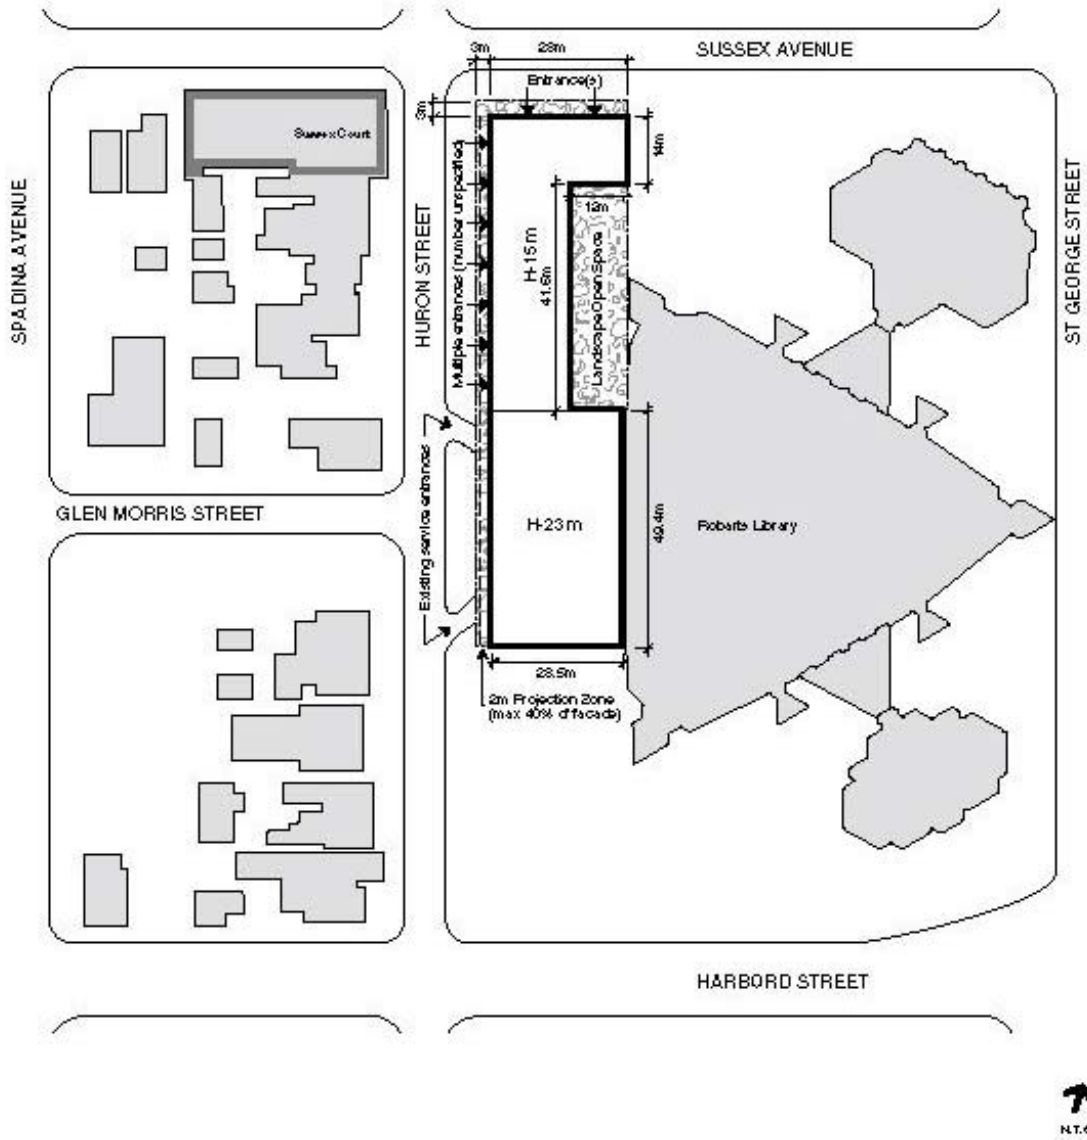 SUSSEX AVENUE
3m
28m
Entrance(s)
3m
Sussex Court
14m
SPADINA AVENUE
HURON STREET
ST GEORGE STREET
Multiple entrances (number unspecified)
12m
H-15m
41.6m
Landscape Open Space
Existing service entrances
GLEN MORRIS STREET
H-23m
49.4m
Robarts Library
28.5m
2m Projection Zone
(max 40% of facade)
HARBORD STREET